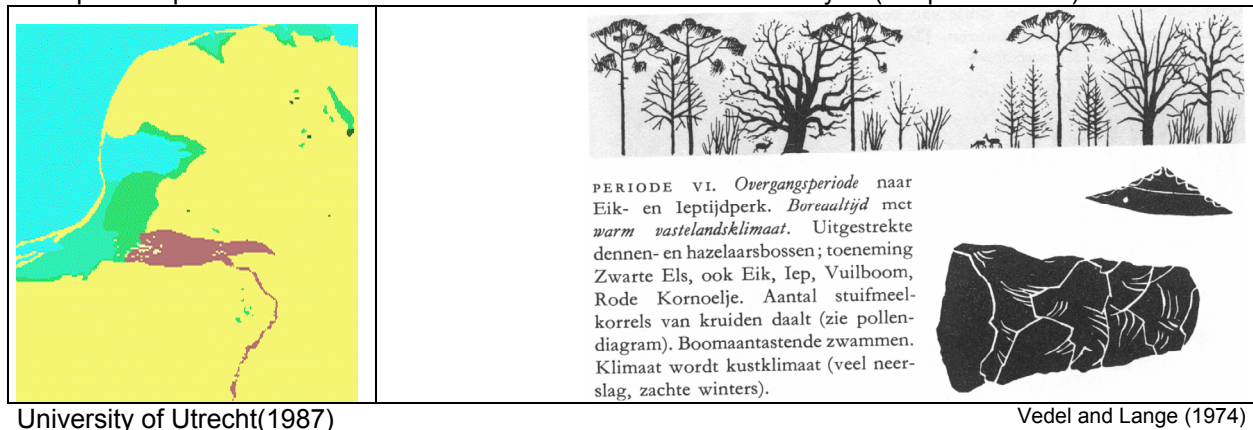 PERIODE VI. Overgangsperiode naar
Eik- en Ieptijdperk. Boreaaltijd met
warm vastelandsklimaat. Uitgestrekte
dennen- en hazelaarsbossen; toeneming
Zwarte Els, ook Eik, Iep, Vuilboom,
Rode Kornoelje. Aantal stuifmeel-
korrels van kruiden daalt (zie pollen-
diagram). Boomaantastende zwammen.
Klimaat wordt kustklimaat (veel neer-
slag, zachte winters).
University of Utrecht(1987)
Vedel and Lange (1974)